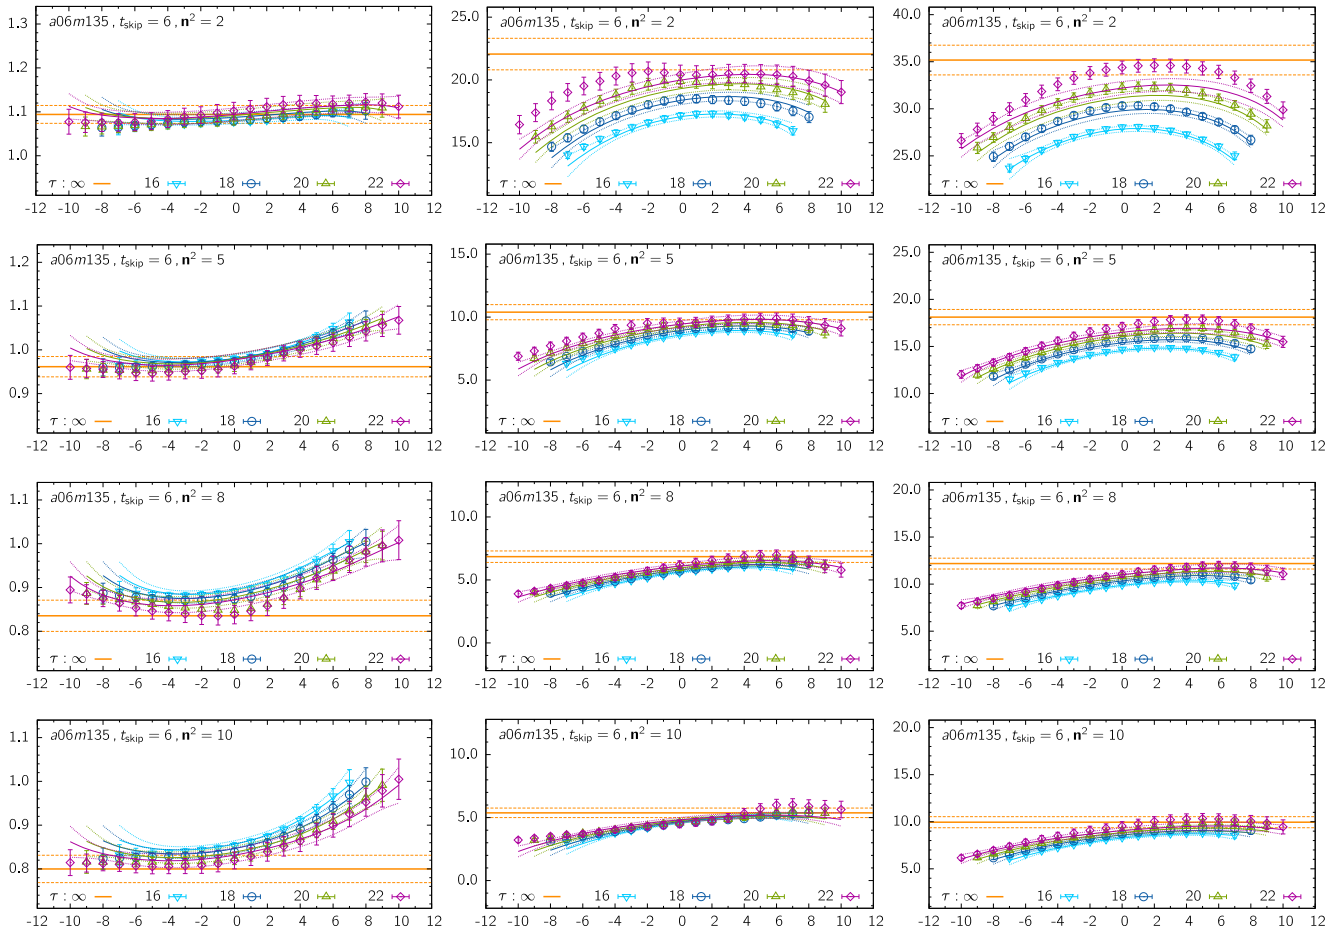 1.3
1.2
1.1
1.0
a06m135, t_skip = 6, n² = 2
τ : ∞ 16 18 20 22
-12 -10 -8 -6 -4 -2 0 2 4 6 8 10 12
25.0
20.0
15.0
a06m135, t_skip = 6, n² = 2
τ : ∞ 16 18 20 22
-12 -10 -8 -6 -4 -2 0 2 4 6 8 10 12
40.0
35.0
30.0
25.0
a06m135, t_skip = 6, n² = 2
τ : ∞ 16 18 20 22
-12 -10 -8 -6 -4 -2 0 2 4 6 8 10 12
1.2
1.1
1.0
0.9
a06m135, t_skip = 6, n² = 5
τ : ∞ 16 18 20 22
-12 -10 -8 -6 -4 -2 0 2 4 6 8 10 12
15.0
10.0
5.0
a06m135, t_skip = 6, n² = 5
τ : ∞ 16 18 20 22
-12 -10 -8 -6 -4 -2 0 2 4 6 8 10 12
25.0
20.0
15.0
10.0
a06m135, t_skip = 6, n² = 5
τ : ∞ 16 18 20 22
-12 -10 -8 -6 -4 -2 0 2 4 6 8 10 12
1.1
1.0
0.9
0.8
a06m135, t_skip = 6, n² = 8
τ : ∞ 16 18 20 22
-12 -10 -8 -6 -4 -2 0 2 4 6 8 10 12
10.0
5.0
0.0
a06m135, t_skip = 6, n² = 8
τ : ∞ 16 18 20 22
-12 -10 -8 -6 -4 -2 0 2 4 6 8 10 12
20.0
15.0
10.0
5.0
a06m135, t_skip = 6, n² = 8
τ : ∞ 16 18 20 22
-12 -10 -8 -6 -4 -2 0 2 4 6 8 10 12
1.1
1.0
0.9
0.8
a06m135, t_skip = 6, n² = 10
τ : ∞ 16 18 20 22
-12 -10 -8 -6 -4 -2 0 2 4 6 8 10 12
10.0
5.0
0.0
a06m135, t_skip = 6, n² = 10
τ : ∞ 16 18 20 22
-12 -10 -8 -6 -4 -2 0 2 4 6 8 10 12
20.0
15.0
10.0
5.0
a06m135, t_skip = 6, n² = 10
τ : ∞ 16 18 20 22
-12 -10 -8 -6 -4 -2 0 2 4 6 8 10 12